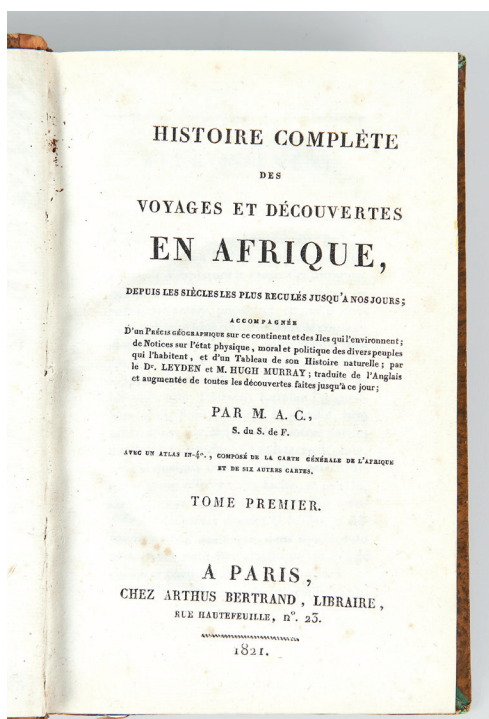 HISTOIRE COMPLÈTE
DES
VOYAGES ET DÉCOUVERTES
EN AFRIQUE,
DEPUIS LES SIÈCLES LES PLUS RECULÉS JUSQU'A NOS JOURS;
ACCOMPAGNÉE
D'un PRÉCIS GÉOGRAPHIQUE sur ce continent et des Iles qui l'environnent;
de Notices sur l'état physique, moral et politique des divers peuples
qui l'habitent, et d'un Tableau de son Histoire naturelle; par
le Dr. LEYDEN et M. HUGH MURRAY; traduite de l'Anglais
et augmentée de toutes les découvertes faites jusqu'à ce jour;
PAR M. A. C.,
S. du S. de F.
AVEC UN ATLAS IN-4°., COMPOSÉ DE LA CARTE GÉNÉRALE DE L'AFRIQUE
ET DE SIX AUTRES CARTES.
TOME PREMIER.
A PARIS,
CHEZ ARTHUS BERTRAND, LIBRAIRE,
RUE HAUTEFEUILLE, n°. 23.
1821.